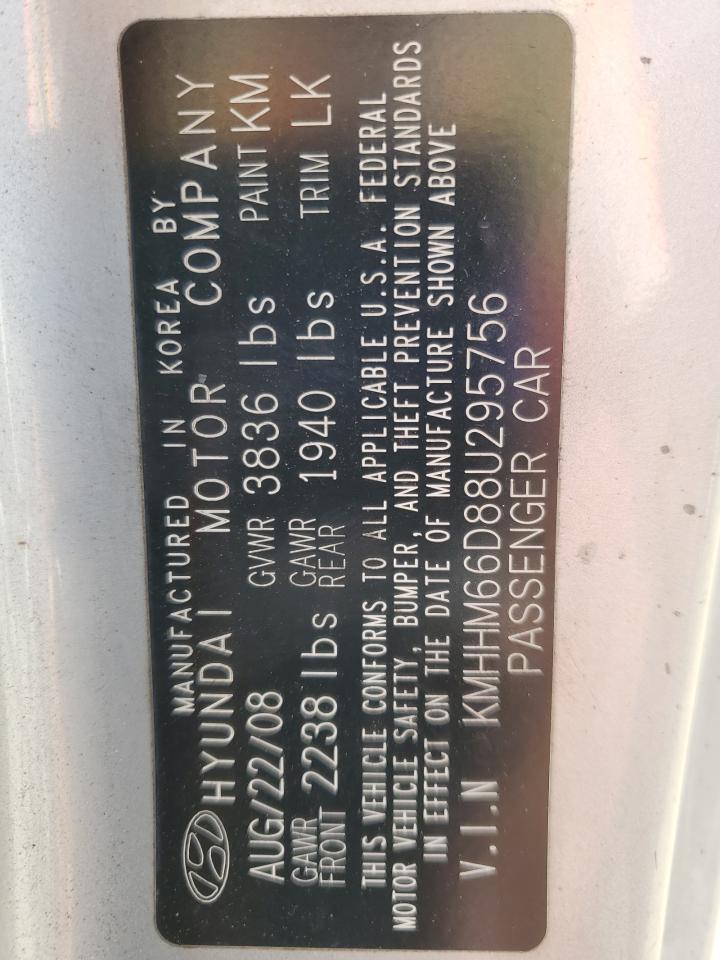 MANUFACTURED IN KOREA BY
HYUNDAI MOTOR COMPANY
AUG/22/08 GVWR 3836 lbs PAINT KM
GAWR FRONT 2238 lbs GAWR REAR 1940 lbs TRIM LK
THIS VEHICLE CONFORMS TO ALL APPLICABLE U.S.A. FEDERAL
MOTOR VEHICLE SAFETY, BUMPER, AND THEFT PREVENTION STANDARDS
IN EFFECT ON THE DATE OF MANUFACTURE SHOWN ABOVE
V.I.N KMHHM66D88U295756
PASSENGER CAR